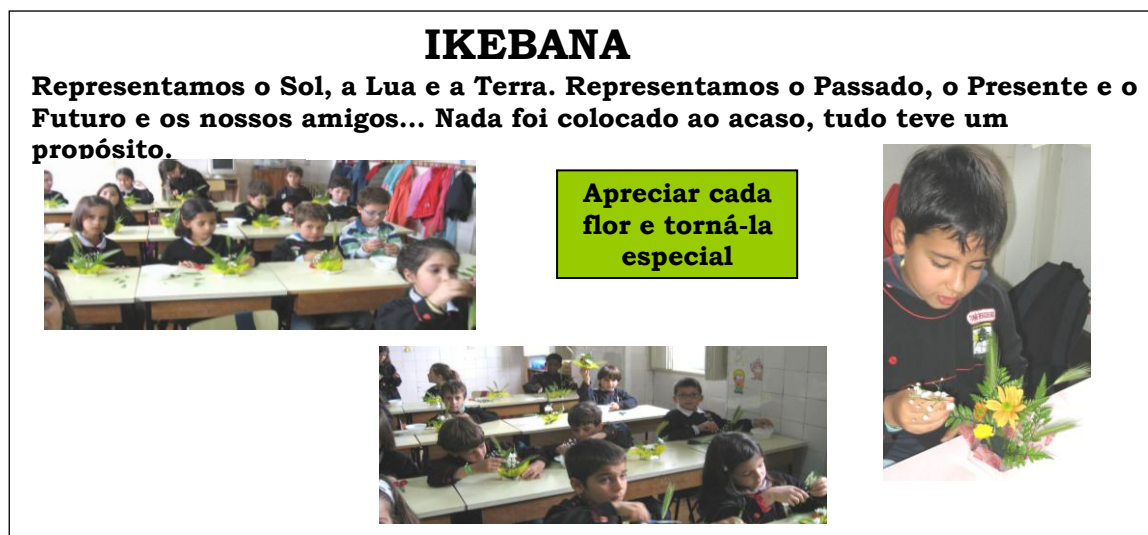 IKEBANA
Representamos o Sol, a Lua e a Terra. Representamos o Passado, o Presente e o
Futuro e os nossos amigos... Nada foi colocado ao acaso, tudo teve um
propósito.
Apreciar cada
flor e torná-la
especial